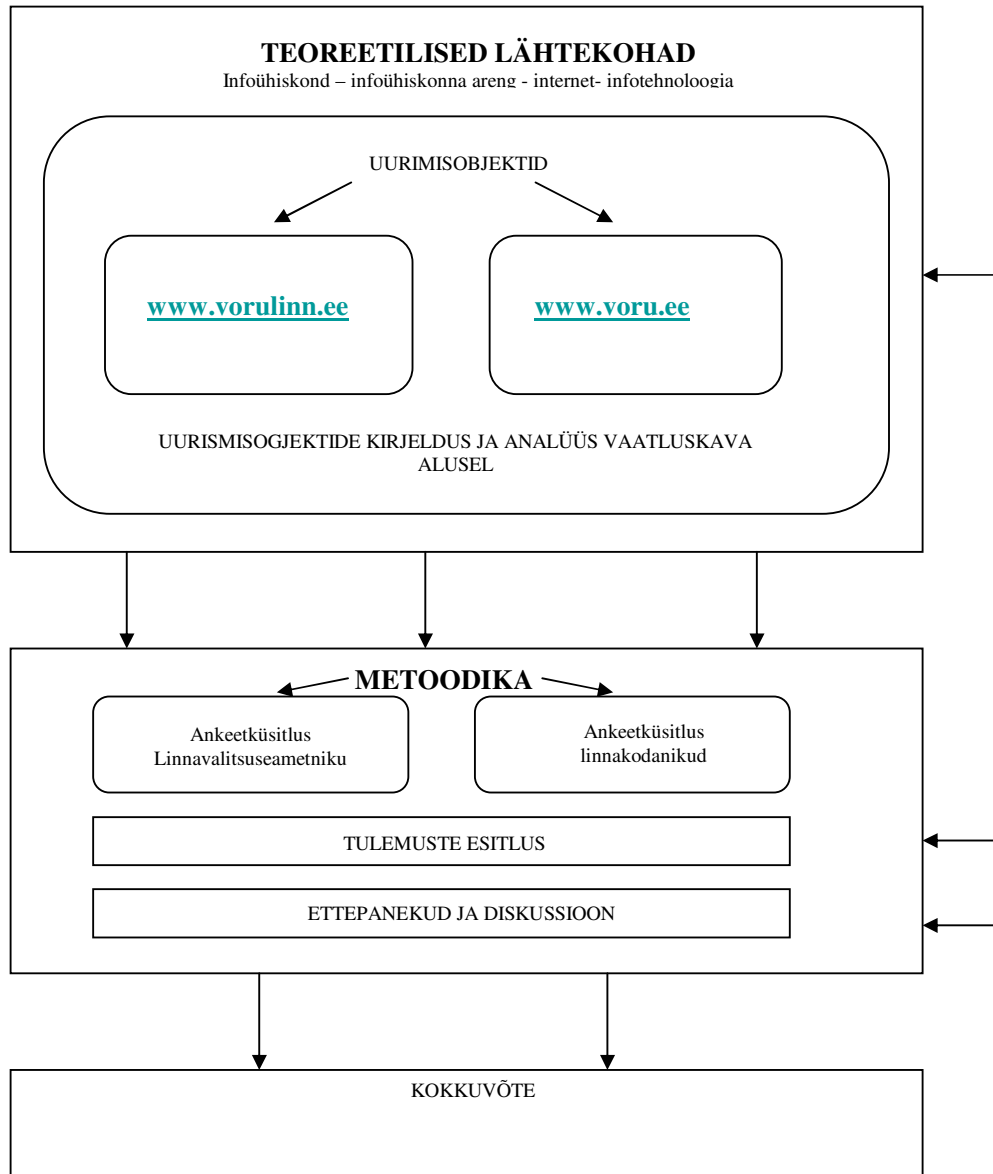 TEOREETILISED LÄHTEKOHAD
Infoühiskond – infoühiskonna areng - internet- infotehnoloogia
UURIMISOBJEKTID
www.vorulinn.ee
www.voru.ee
UURISMISOGJEKTIDE KIRJELDUS JA ANALÜÜS VAATLUSKAVA
ALUSEL
METOODIKA
Ankeetküsitlus
Linnavalitsuseametniku
Ankeetküsitlus
linnakodanikud
TULEMUSTE ESITLUS
ETTEPANEKUD JA DISKUSSIOON
KOKKUVÕTE